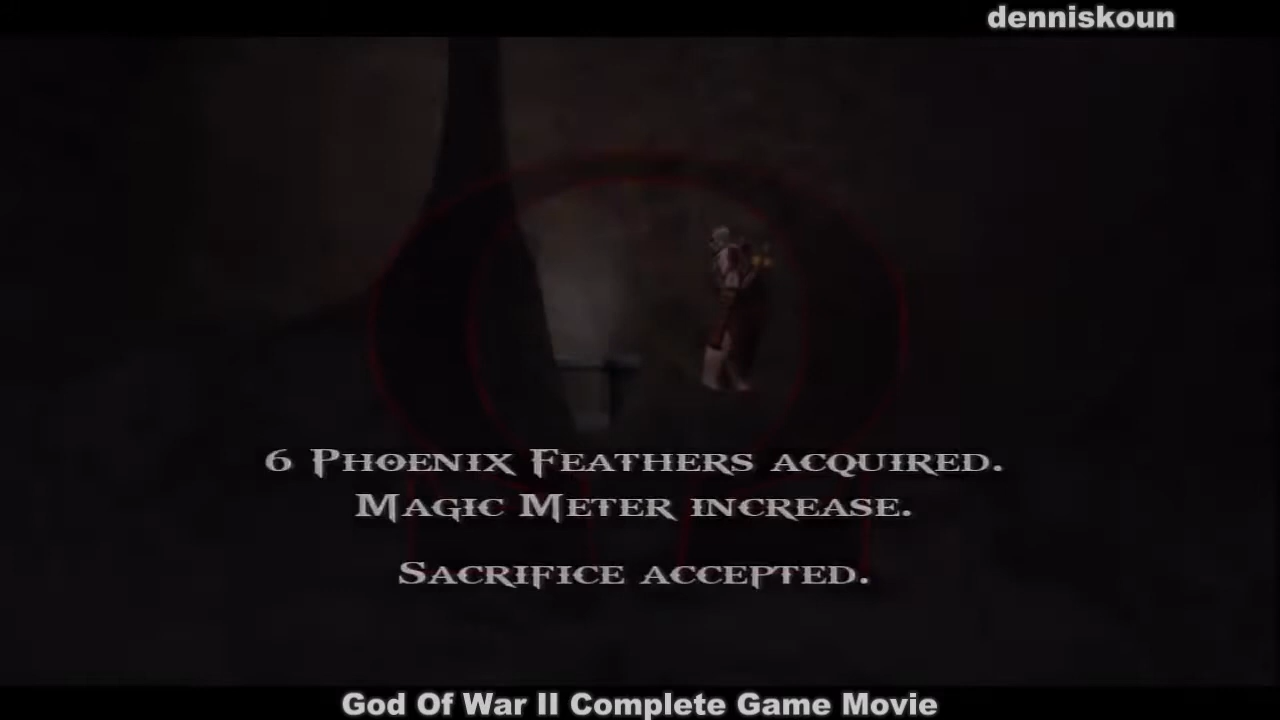 denniskoun
6 Phoenix Feathers acquired.
Magic Meter increase.
Sacrifice accepted.
God Of War II Complete Game Movie